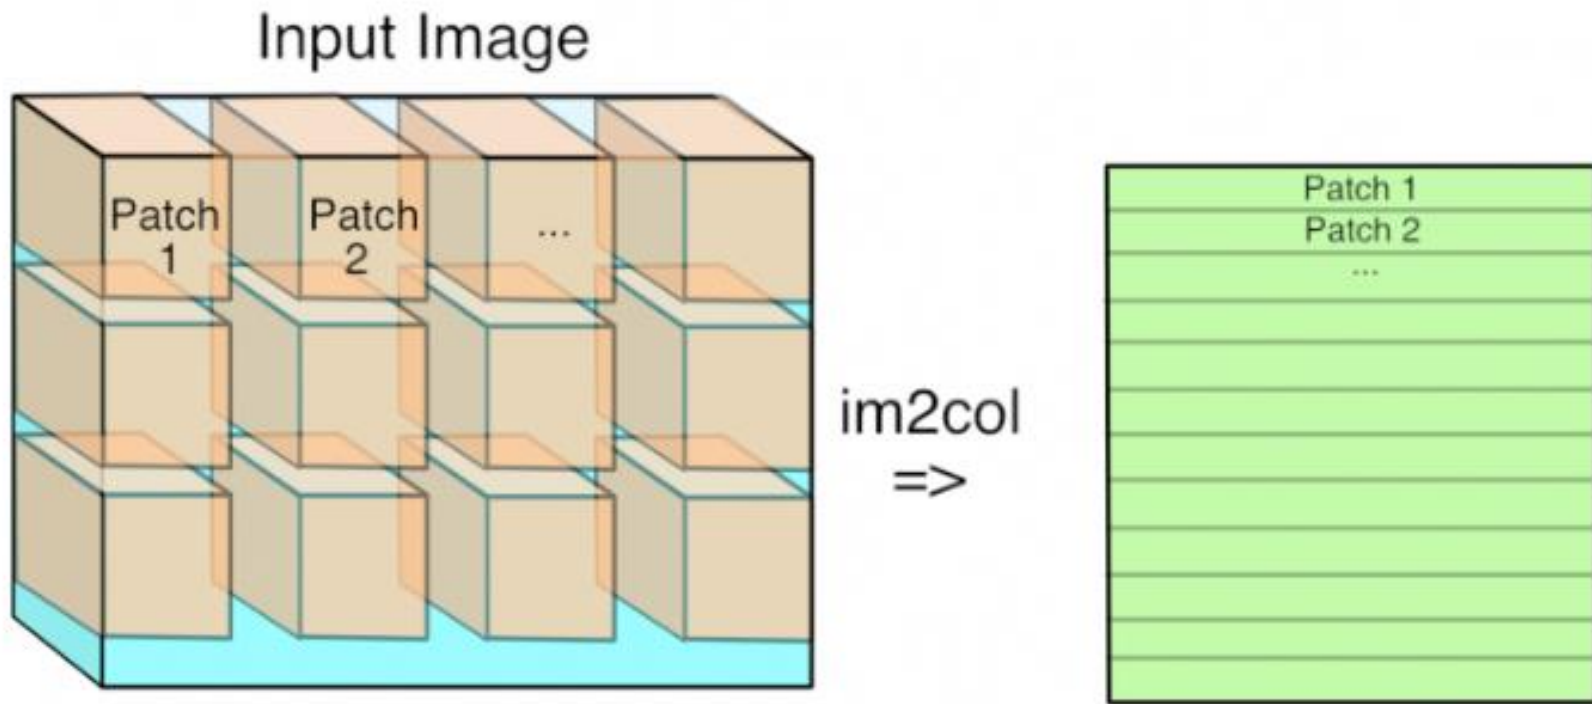 Input Image
Patch
1
Patch
2
...
im2col
=>
Patch 1
Patch 2
...